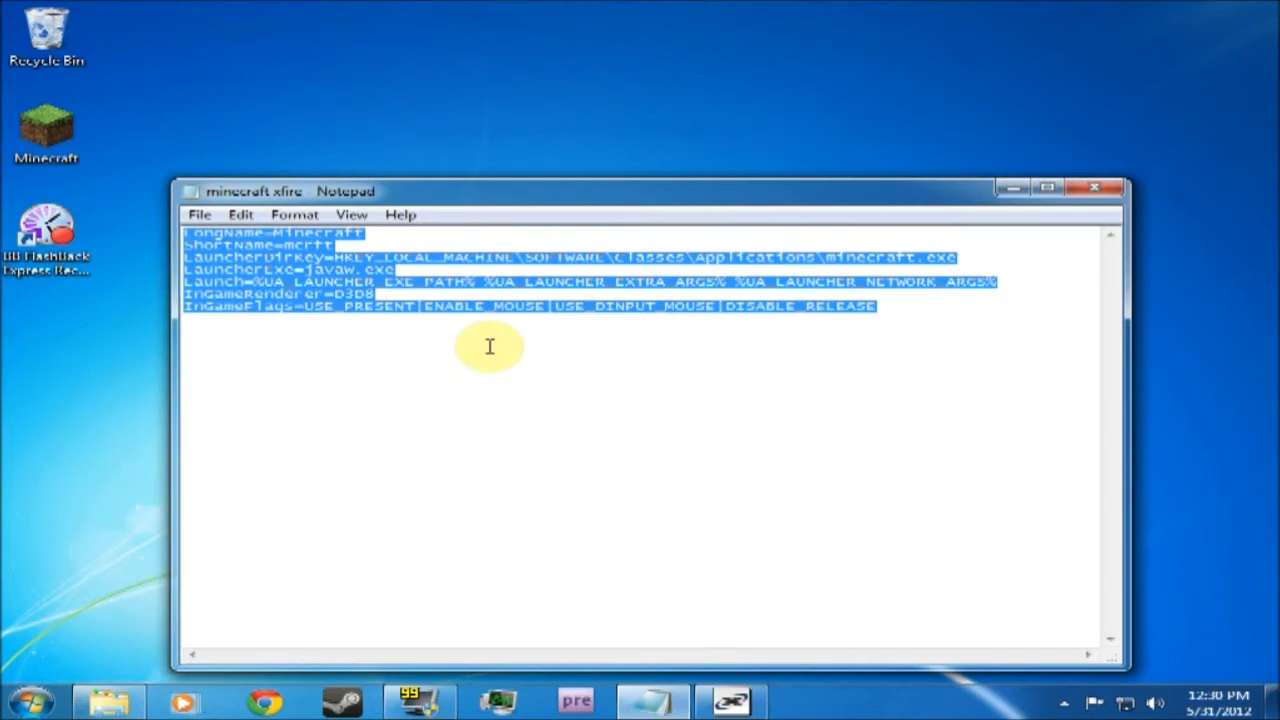 Recycle Bin
Minecraft
BB FlashBack
Express Rec...
minecraft xfire - Notepad
File Edit Format View Help
LongName=Minecraft
ShortName=mcrft
LauncherDirKey=HKEY_LOCAL_MACHINE\SOFTWARE\Classes\Applications\minecraft.exe
LauncherExe=javaw.exe
Launch=%UA_LAUNCHER_EXE_PATH% %UA_LAUNCHER_EXTRA_ARGS% %UA_LAUNCHER_NETWORK_ARGS%
InGameRenderer=D3D8
InGameFlags=USE_PRESENT|ENABLE_MOUSE|USE_DINPUT_MOUSE|DISABLE_RELEASE
99
pre
12:30 PM
5/31/2012